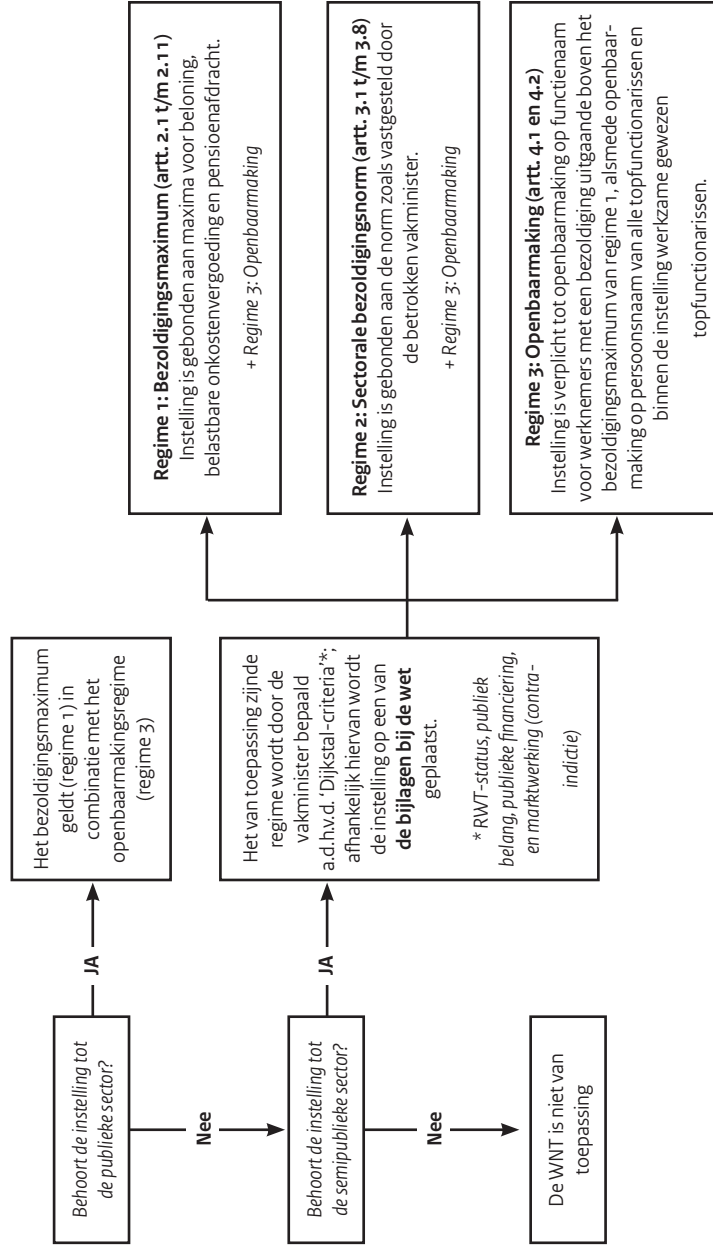 Behoort de instelling tot
de publieke sector?
JA
Het bezoldigingsmaximum
geldt (regime 1) in
combinatie met het
openbaarmakingsregime
(regime 3)
Nee
Behoort de instelling tot
de semipublieke sector?
JA
Het van toepassing zijnde
regime wordt door de
vakminister bepaald
a.d.h.v.d. ‘Dijkstal-criteria’*;
afhankelijk hiervan wordt
de instelling op een van
de bijlagen bij de wet
geplaatst.
* RWT-status, publiek
belang, publieke financiering,
en marktwerking (contra-
indictie)
Nee
De WNT is niet van
toepassing
Regime 1: Bezoldigingsmaximum (artt. 2.1 t/m 2.11)
Instelling is gebonden aan maxima voor beloning,
belastbare onkostenvergoeding en pensioenafdracht.
+ Regime 3: Openbaarmaking
Regime 2: Sectorale bezoldigingsnorm (artt. 3.1 t/m 3.8)
Instelling is gebonden aan de norm zoals vastgesteld door
de betrokken vakminister.
+ Regime 3: Openbaarmaking
Regime 3: Openbaarmaking (artt. 4.1 en 4.2)
Instelling is verplicht tot openbaarmaking op functienaam
voor werknemers met een bezoldiging uitgaande boven het
bezoldigingsmaximum van regime 1, alsmede openbaar-
making op persoonsnaam van alle topfunctionarissen en
binnen de instelling werkzame gewezen
topfunctionarissen.